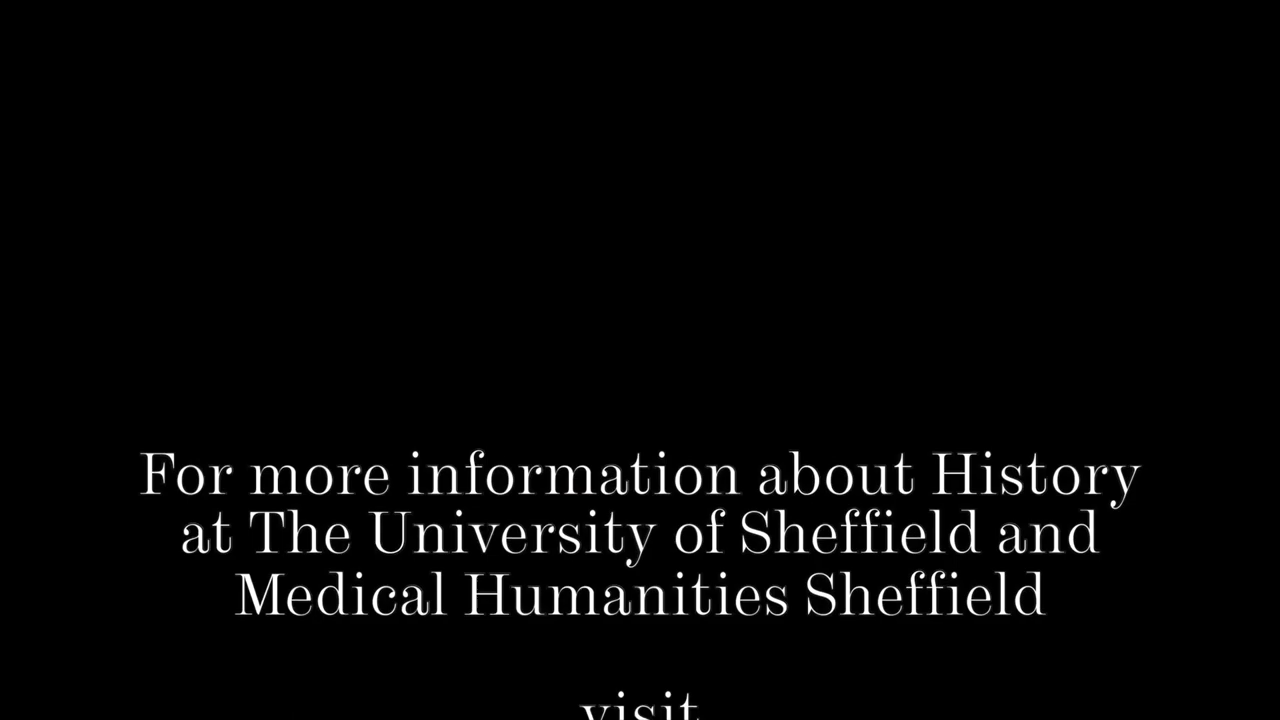 For more information about History
at The University of Sheffield and
Medical Humanities Sheffield
visit